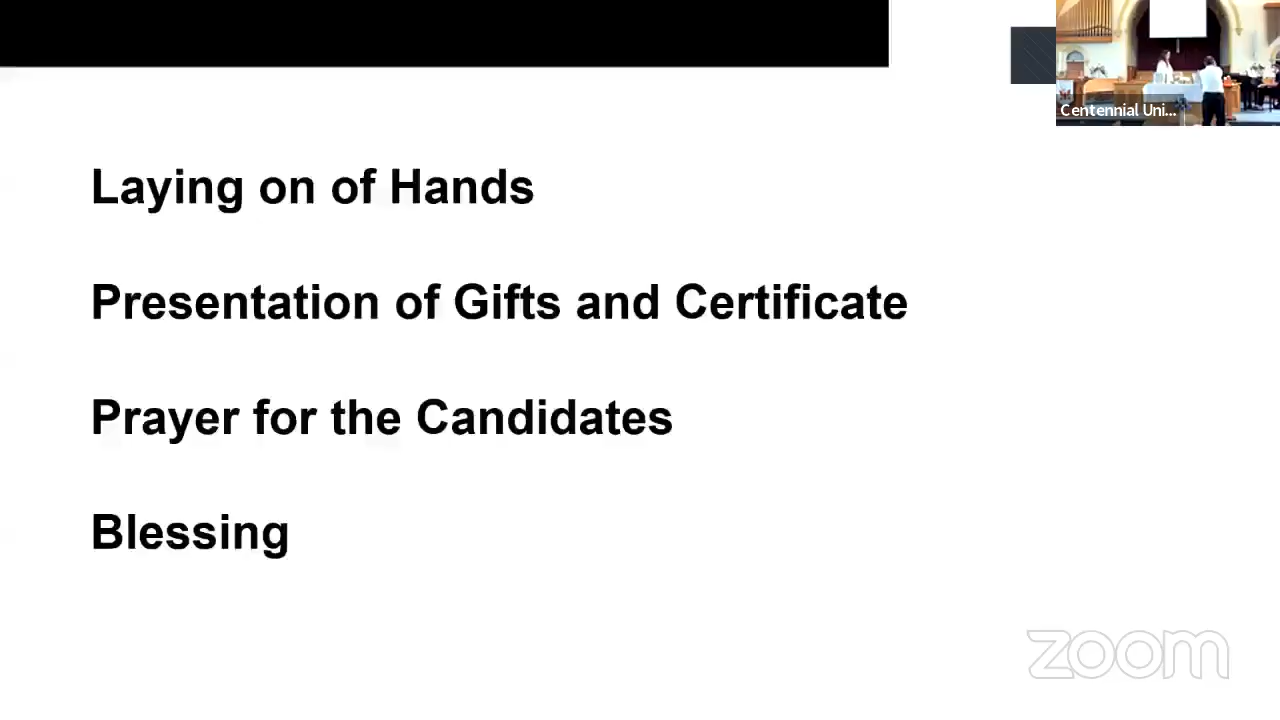 Centennial Uni...
Laying on of Hands
Presentation of Gifts and Certificate
Prayer for the Candidates
Blessing
zoom